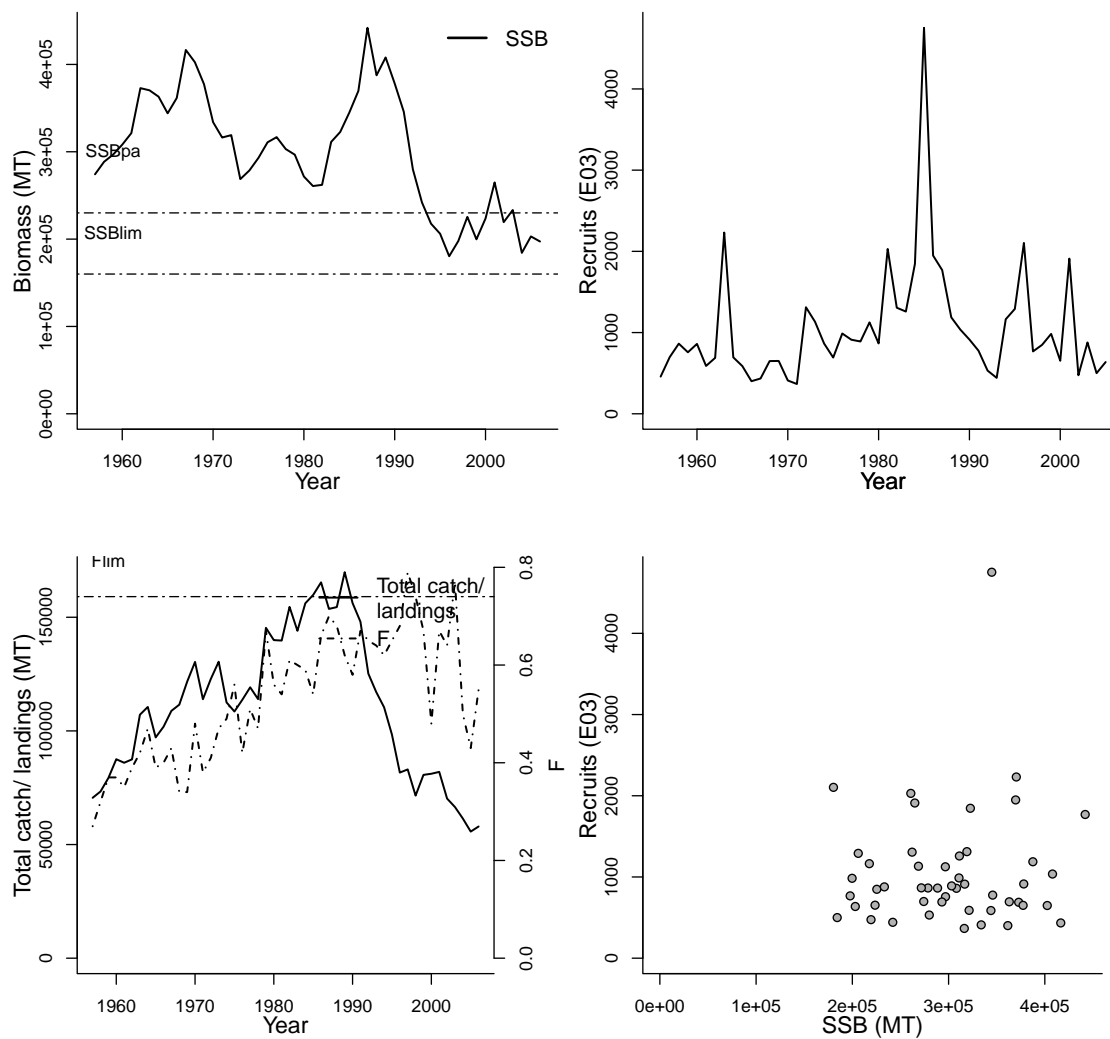 SSB
SSBpa
SSBlim
Biomass (MT)
0e+00
1e+05
2e+05
3e+05
4e+05
1960
1970
1980
1990
2000
Year
Recruits (E03)
0
1000
2000
3000
4000
1960
1970
1980
1990
2000
Year
Flim
Total catch/
landings
F
Total catch/ landings (MT)
0
50000
100000
150000
0.0
0.2
0.4
0.6
0.8
F
1960
1970
1980
1990
2000
Year
Recruits (E03)
0
1000
2000
3000
4000
0e+00
1e+05
2e+05
3e+05
4e+05
SSB (MT)